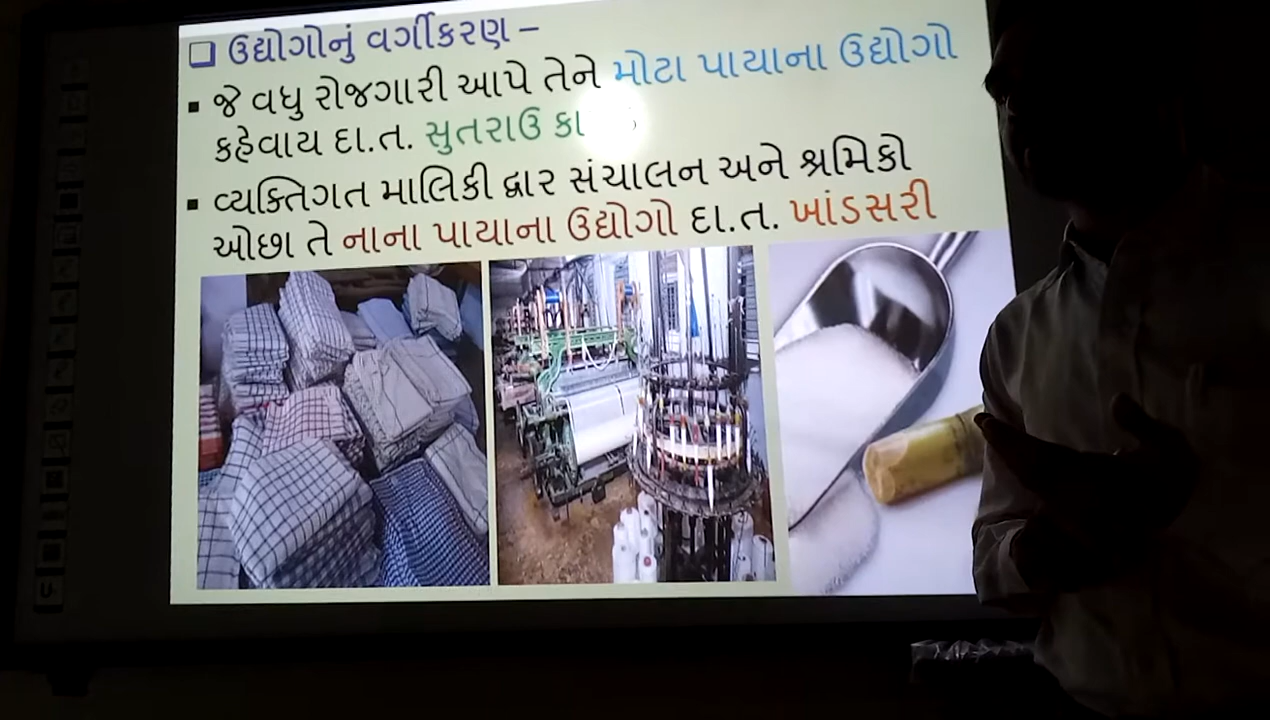 ❑ ઉદ્યોગોનું વર્ગીકરણ –
▪ જે વધુ રોજગારી આપે તેને મોટા પાયાના ઉદ્યોગો
કહેવાય દા.ત. સુતરાઉ
▪ વ્યક્તિગત માલિકી દ્વાર સંચાલન અને શ્રમિકો
ઓછા તે નાના પાયાના ઉદ્યોગો દા.ત. ખાંડસરી